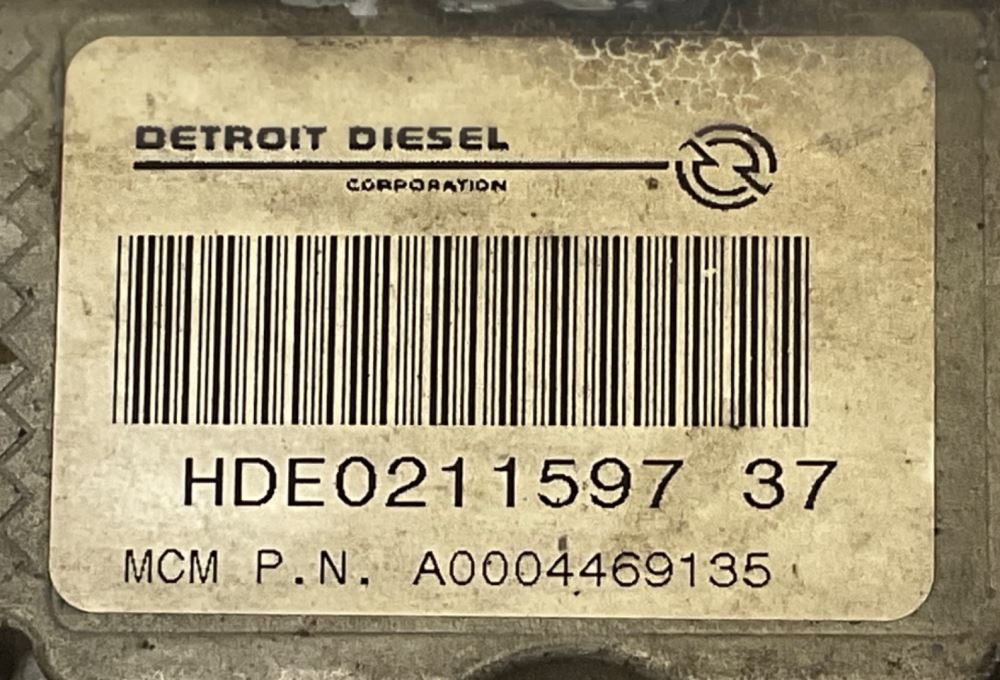 DETROIT DIESEL
CORPORATION
HDE0211597 37
MCM P.N. A0004469135